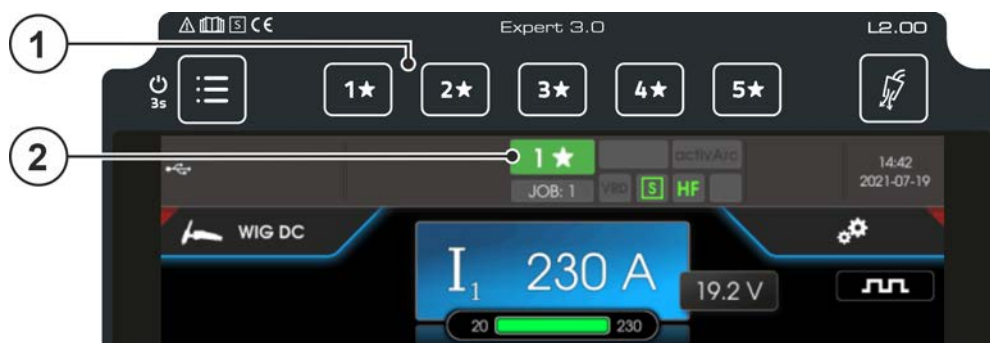 S CE
Expert 3.0
L2.00
1
3s
1★
2★
3★
4★
5★
2
1 ★
activArc
14:42
JOB: 1
VRD
S
HF
2021-07-19
WIG DC
I1
230 A
19.2 V
20
230